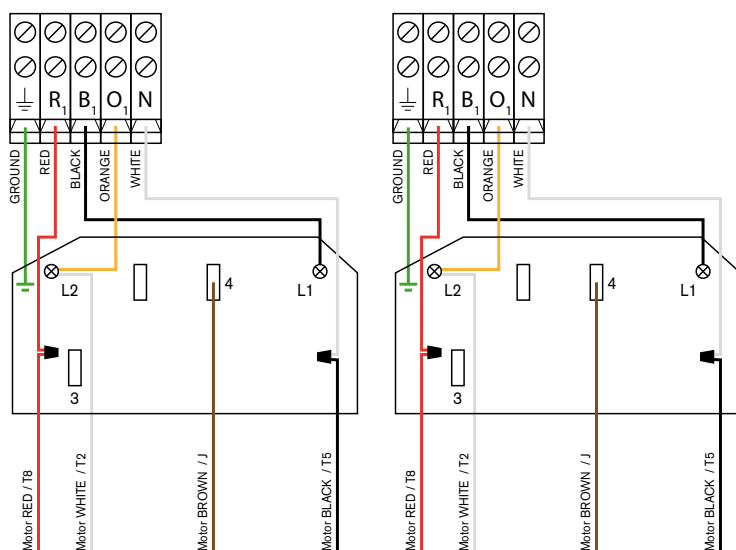 R1 B1 O1 N
R1 B1 O1 N
GROUND
RED
BLACK
ORANGE
WHITE
GROUND
RED
BLACK
ORANGE
WHITE
L2
4
L1
L2
4
L1
3
3
Motor RED / T8
Motor WHITE / T2
Motor BROWN / J
Motor BLACK / T5
Motor RED / T8
Motor WHITE / T2
Motor BROWN / J
Motor BLACK / T5